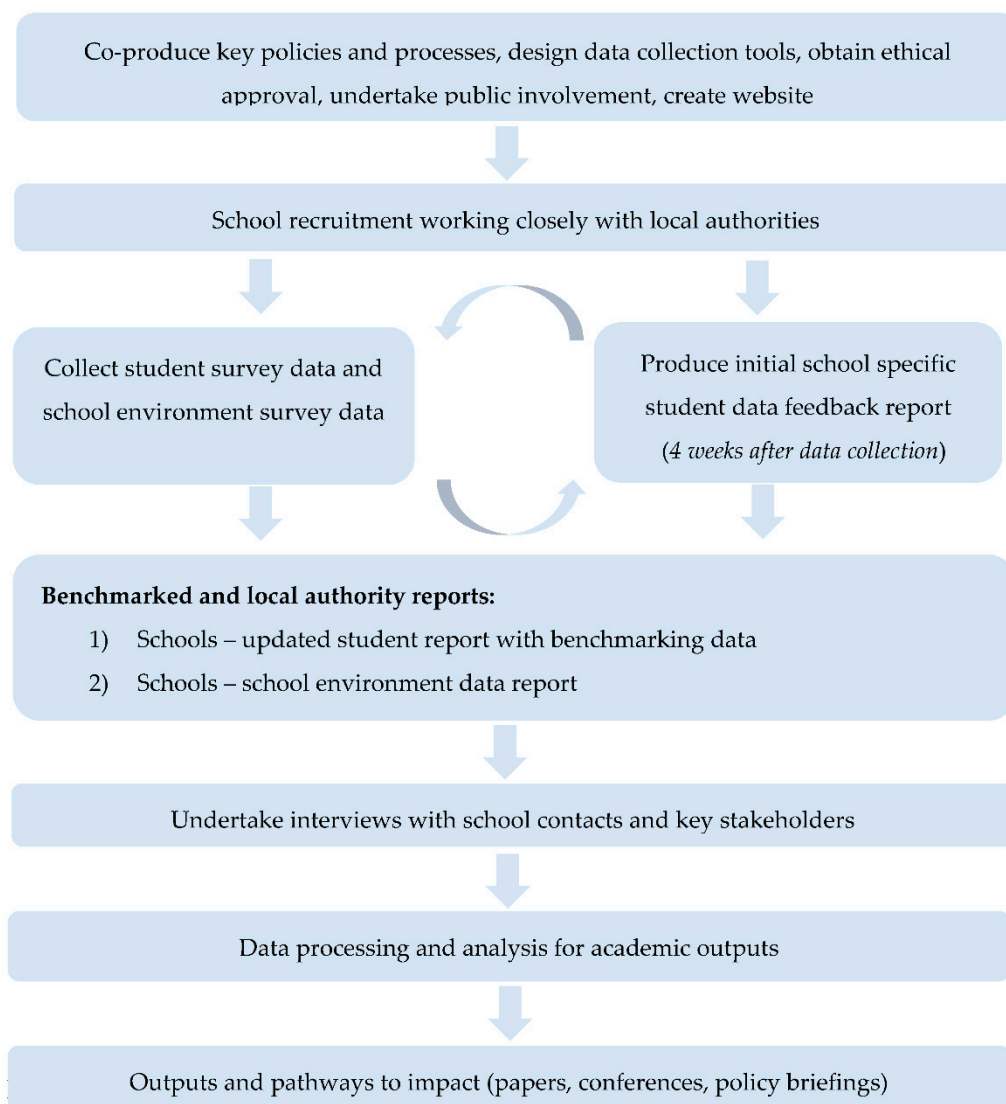 Co-produce key policies and processes, design data collection tools, obtain ethical
approval, undertake public involvement, create website
School recruitment working closely with local authorities
Collect student survey data and
school environment survey data
Produce initial school specific
student data feedback report
(4 weeks after data collection)
Benchmarked and local authority reports:
1) Schools – updated student report with benchmarking data
2) Schools – school environment data report
Undertake interviews with school contacts and key stakeholders
Data processing and analysis for academic outputs
Outputs and pathways to impact (papers, conferences, policy briefings)